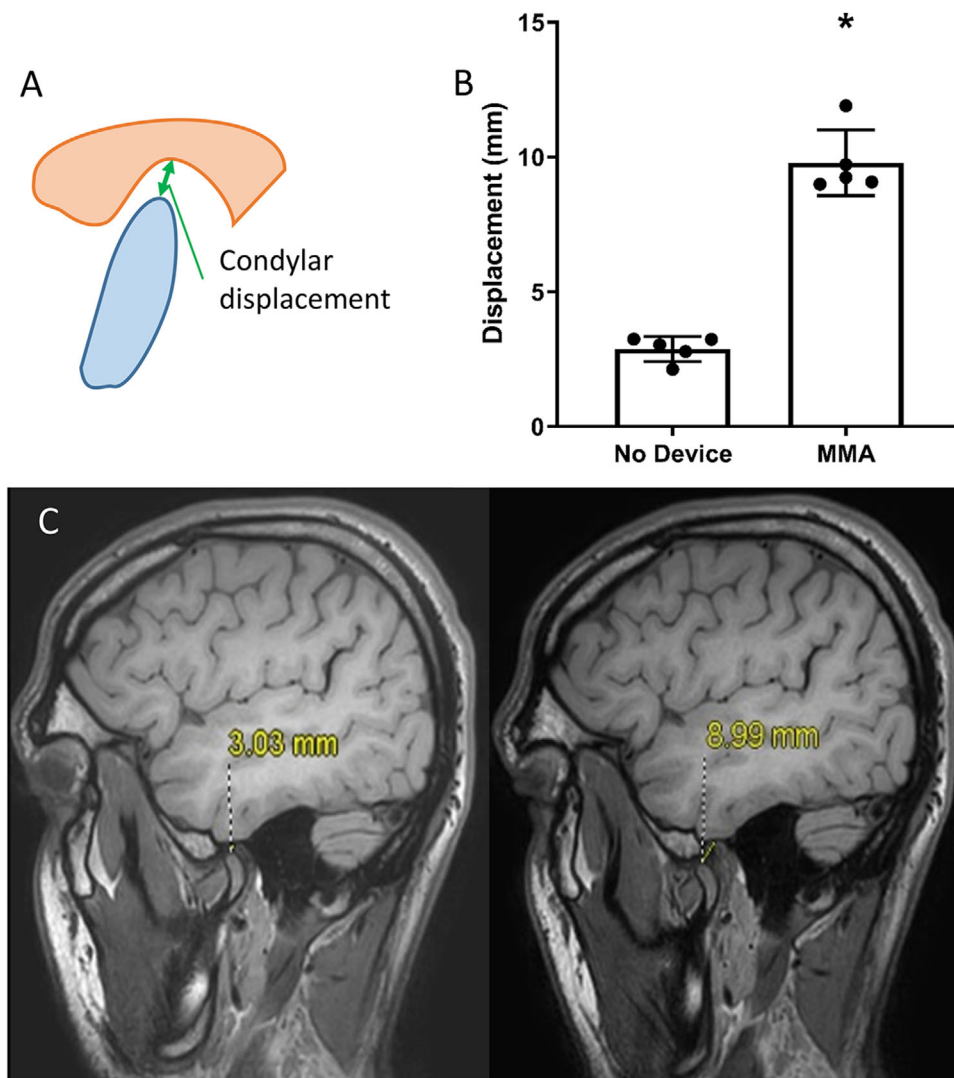 A
Condylar
displacement
B
Displacement (mm)
15
10
5
0
*
No Device
MMA
C
3.03 mm
8.99 mm